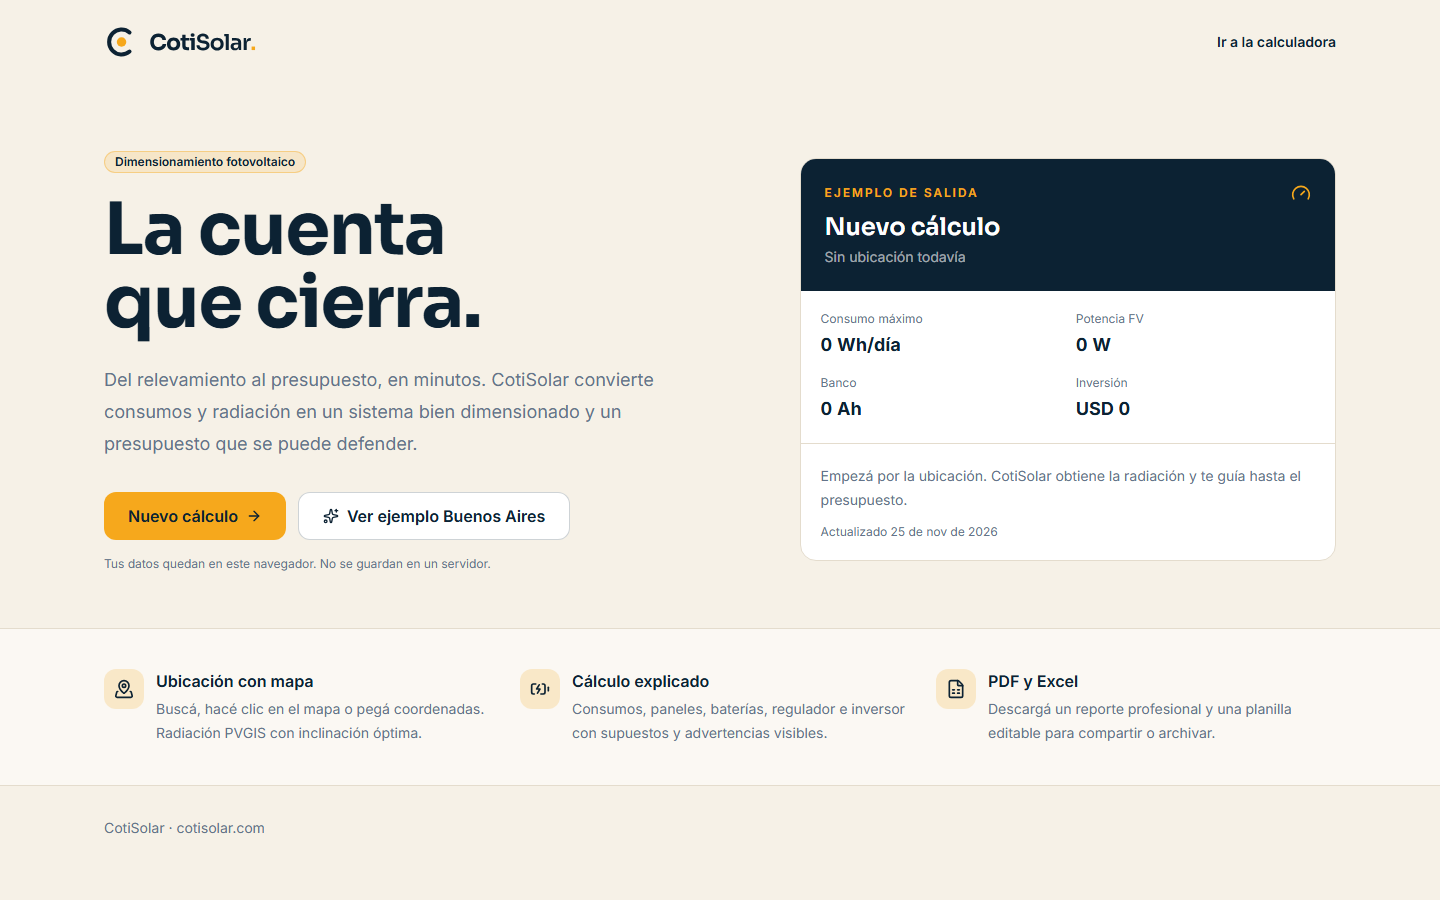 CotiSolar.
Ir a la calculadora
Dimensionamiento fotovoltaico
La cuenta
que cierra.
Del relevamiento al presupuesto, en minutos. CotiSolar convierte
consumos y radiación en un sistema bien dimensionado y un
presupuesto que se puede defender.
Nuevo cálculo
Ver ejemplo Buenos Aires
Tus datos quedan en este navegador. No se guardan en un servidor.
EJEMPLO DE SALIDA
Nuevo cálculo
Sin ubicación todavía
Consumo máximo
0 Wh/día
Potencia FV
0 W
Banco
0 Ah
Inversión
USD 0
Empezá por la ubicación. CotiSolar obtiene la radiación y te guía hasta el
presupuesto.
Actualizado 25 de nov de 2026
Ubicación con mapa
Buscá, hacé clic en el mapa o pegá coordenadas.
Radiación PVGIS con inclinación óptima.
Cálculo explicado
Consumos, paneles, baterías, regulador e inversor
con supuestos y advertencias visibles.
PDF y Excel
Descargá un reporte profesional y una planilla
editable para compartir o archivar.
CotiSolar · cotisolar.com